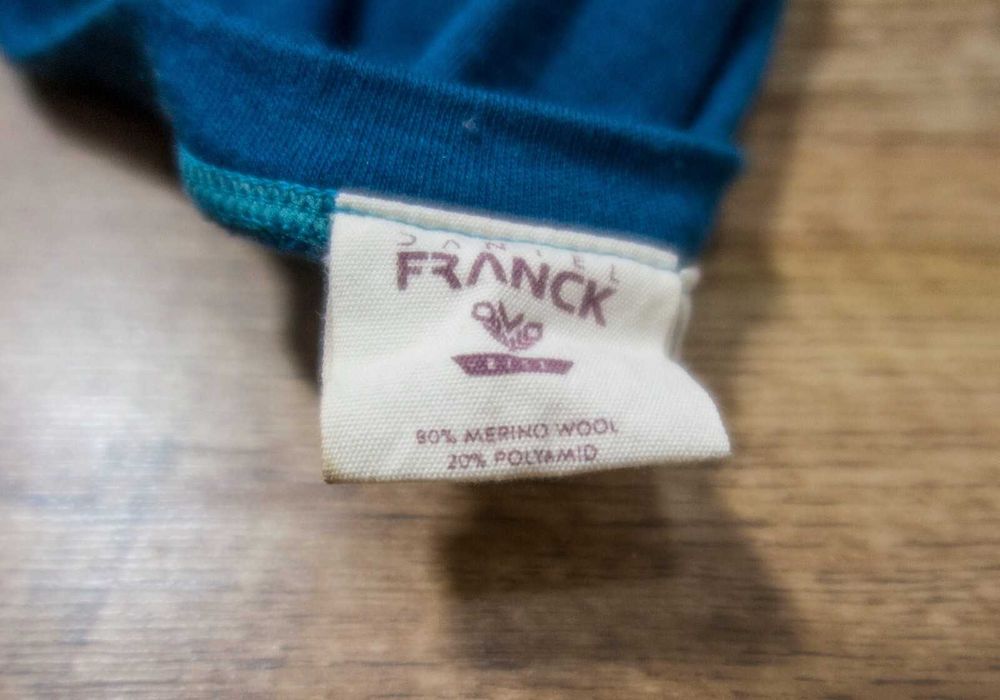 DANIEL
FRANCK
80% MERINO WOOL
20% POLYAMID